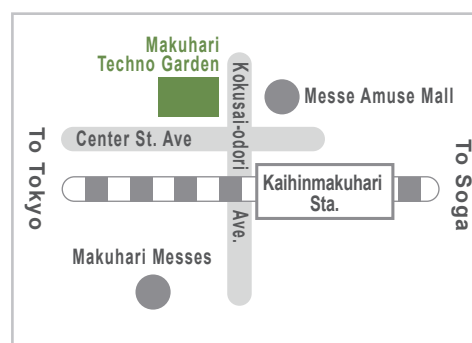 Makuhari
Techno Garden
Kokusai-odori
Messe Amuse Mall
Center St. Ave
To Tokyo
Kaihinmakuhari
Sta.
To Soga
Ave.
Makuhari Messes